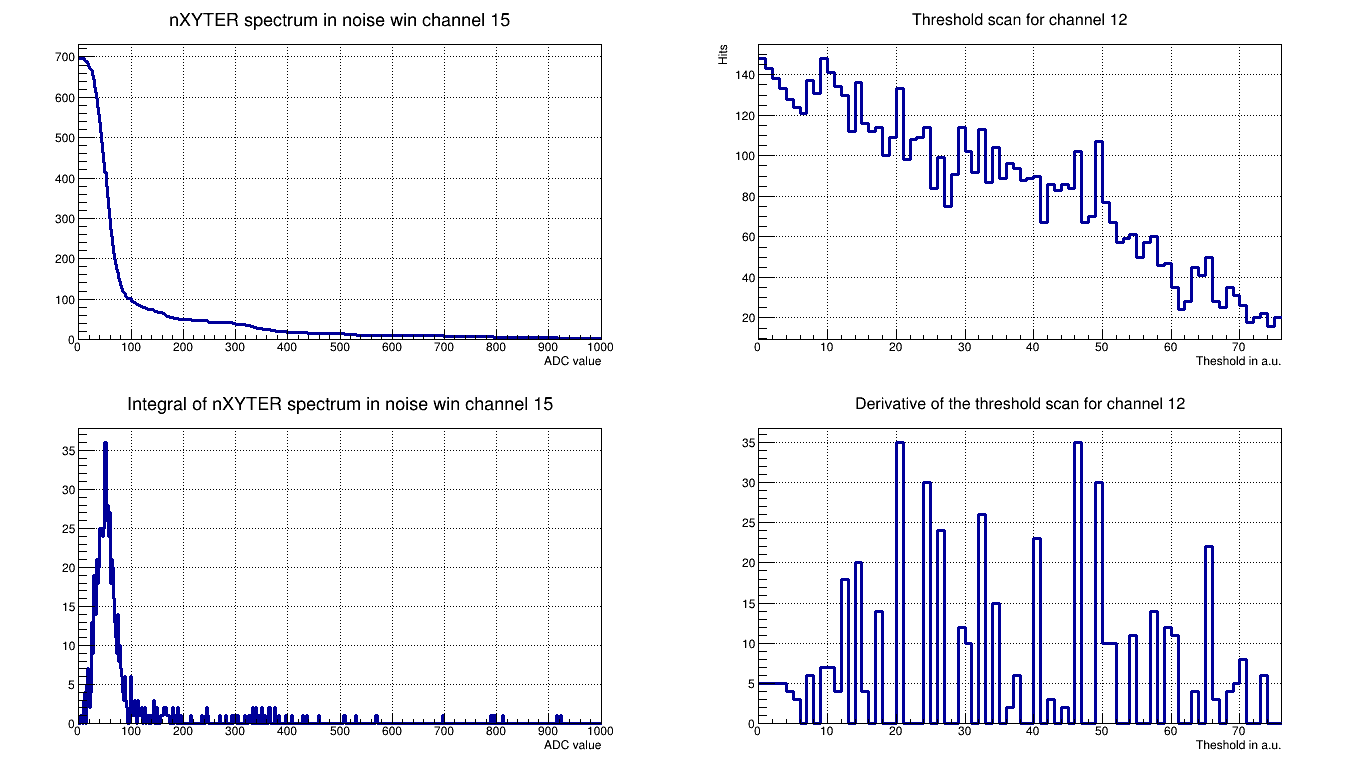 nXYTER spectrum in noise win channel 15
700
600
500
400
300
200
100
0
0 100 200 300 400 500 600 700 800 900 1000
ADC value
Threshold scan for channel 12
Hits
140
120
100
80
60
40
20
0 10 20 30 40 50 60 70
Theshold in a.u.
Integral of nXYTER spectrum in noise win channel 15
35
30
25
20
15
10
5
0
0 100 200 300 400 500 600 700 800 900 1000
ADC value
Derivative of the threshold scan for channel 12
35
30
25
20
15
10
5
0
0 10 20 30 40 50 60 70
Theshold in a.u.